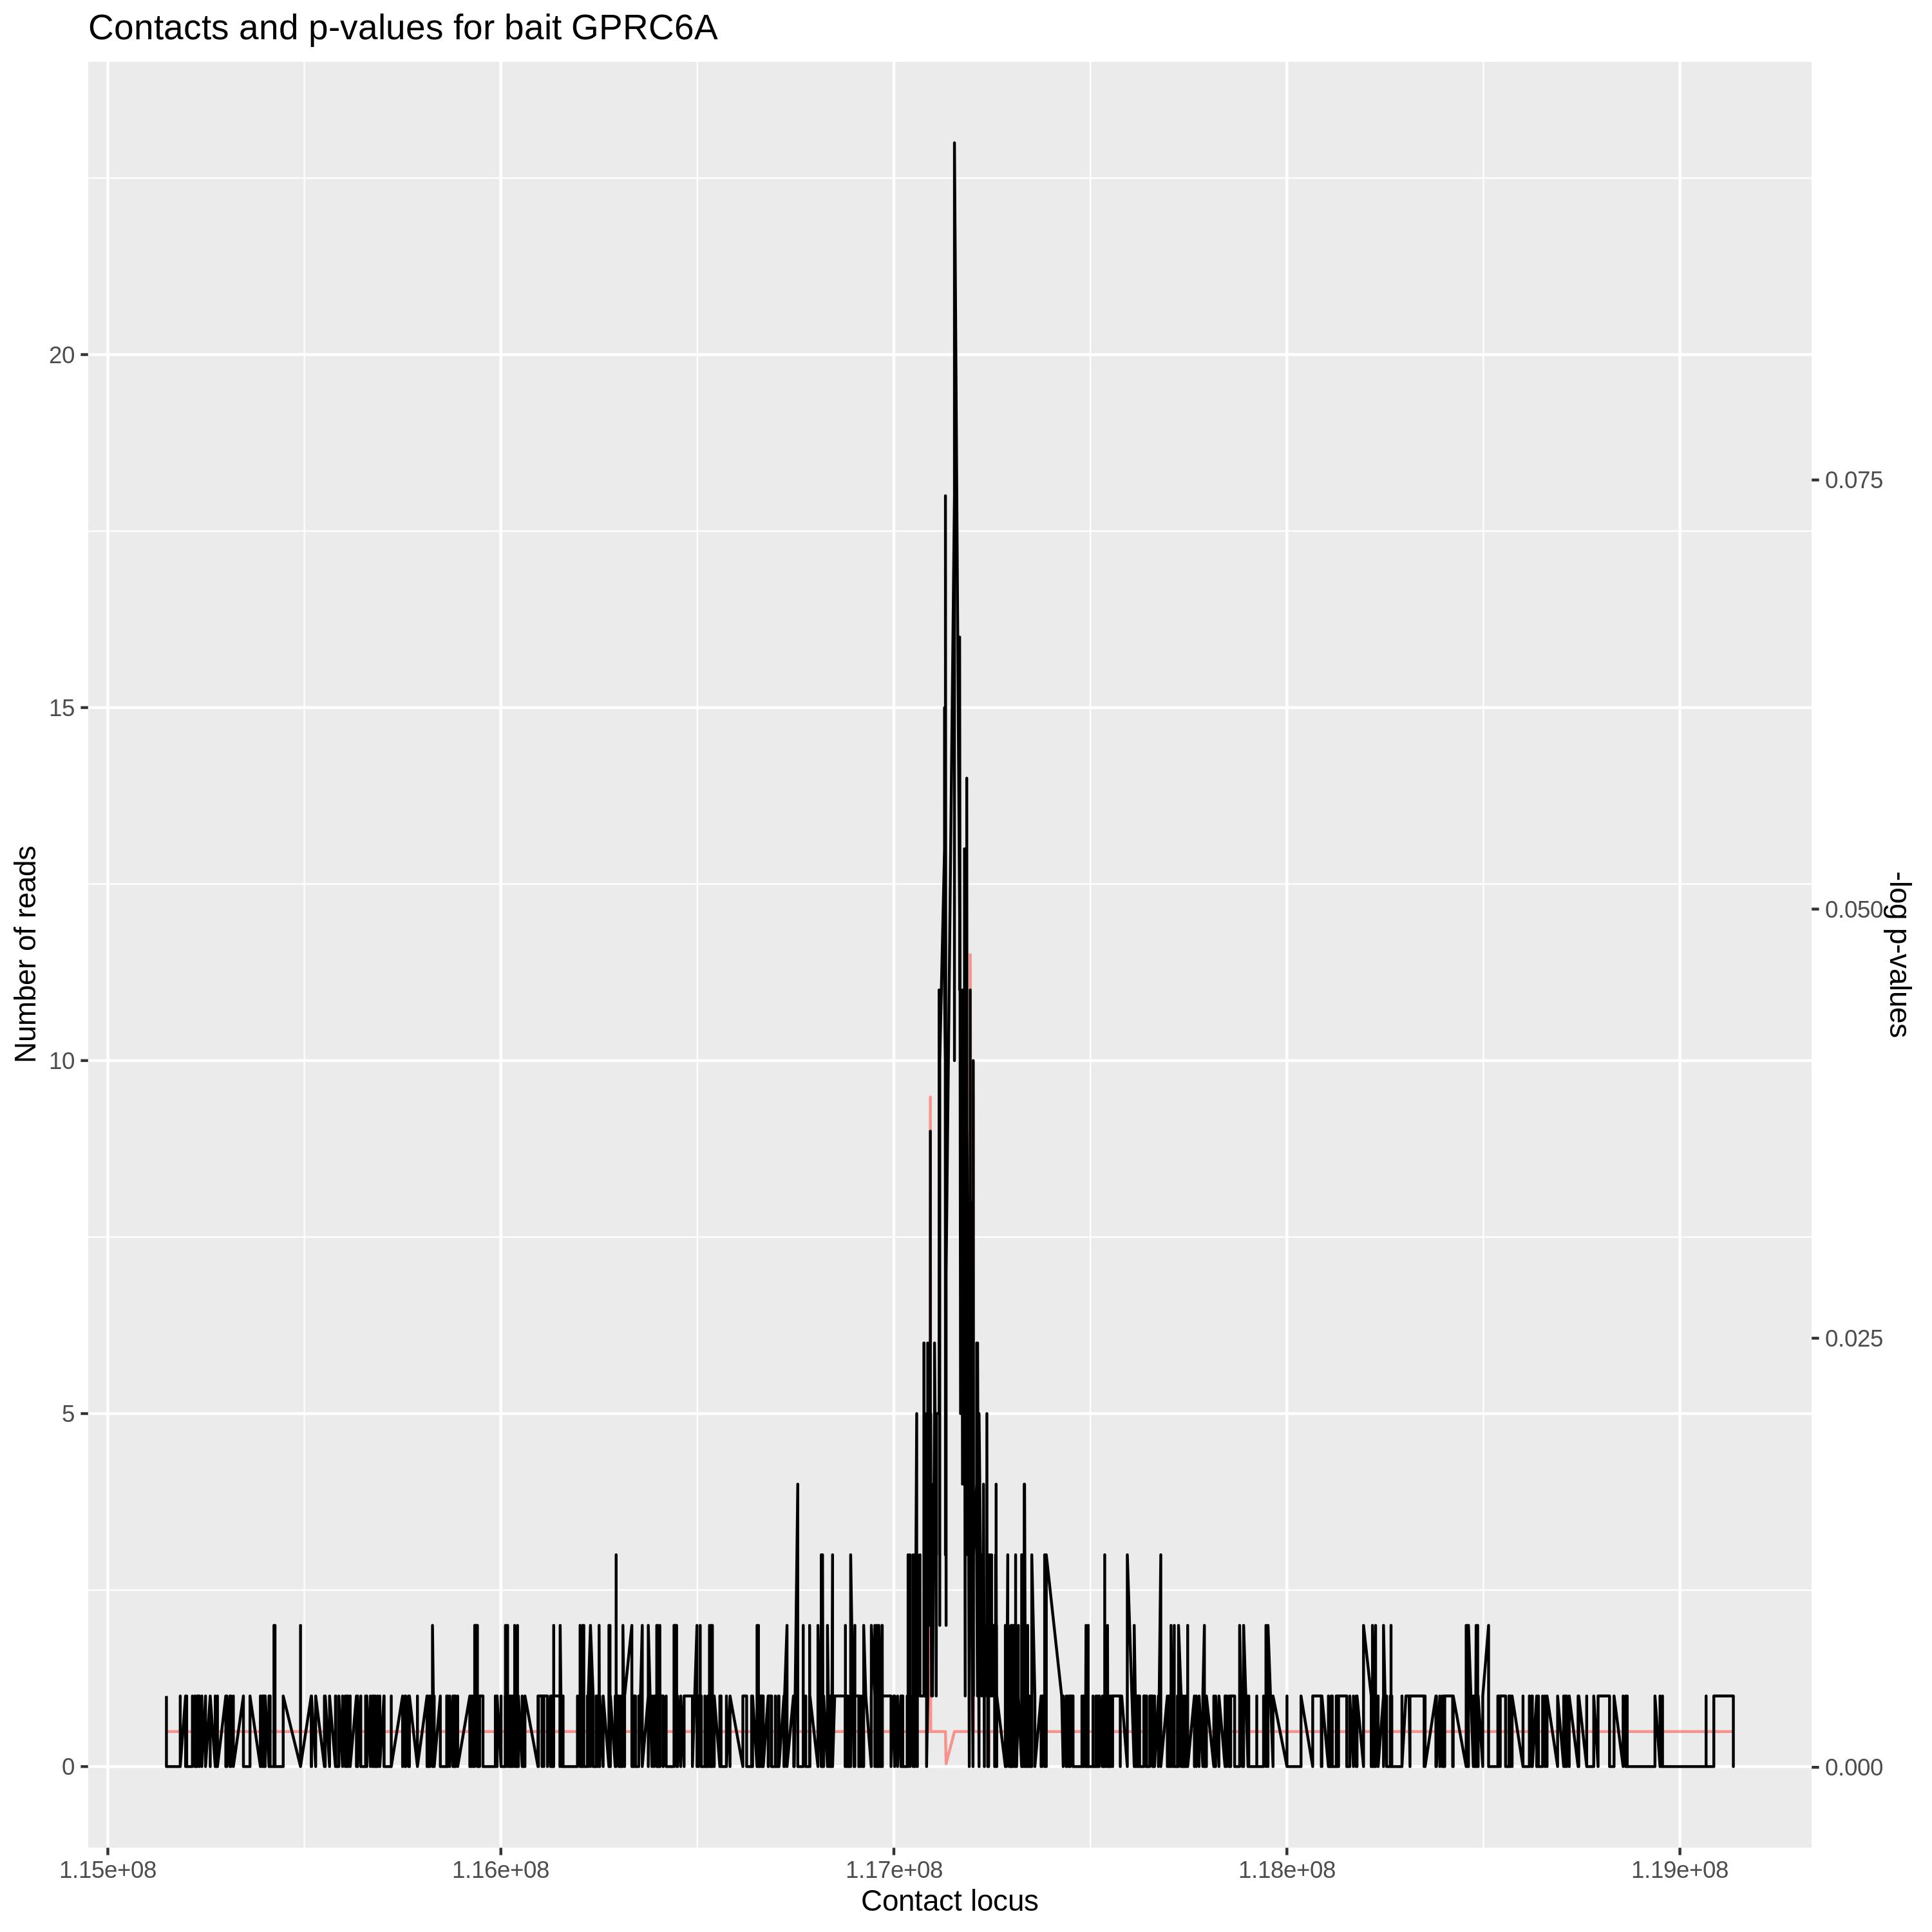 Contacts and p-values for bait GPRC6A
Number of reads
20
15
10
5
0
0.075
0.050
0.025
0.000
-log p-values
1.15e+08
1.16e+08
1.17e+08
1.18e+08
1.19e+08
Contact locus